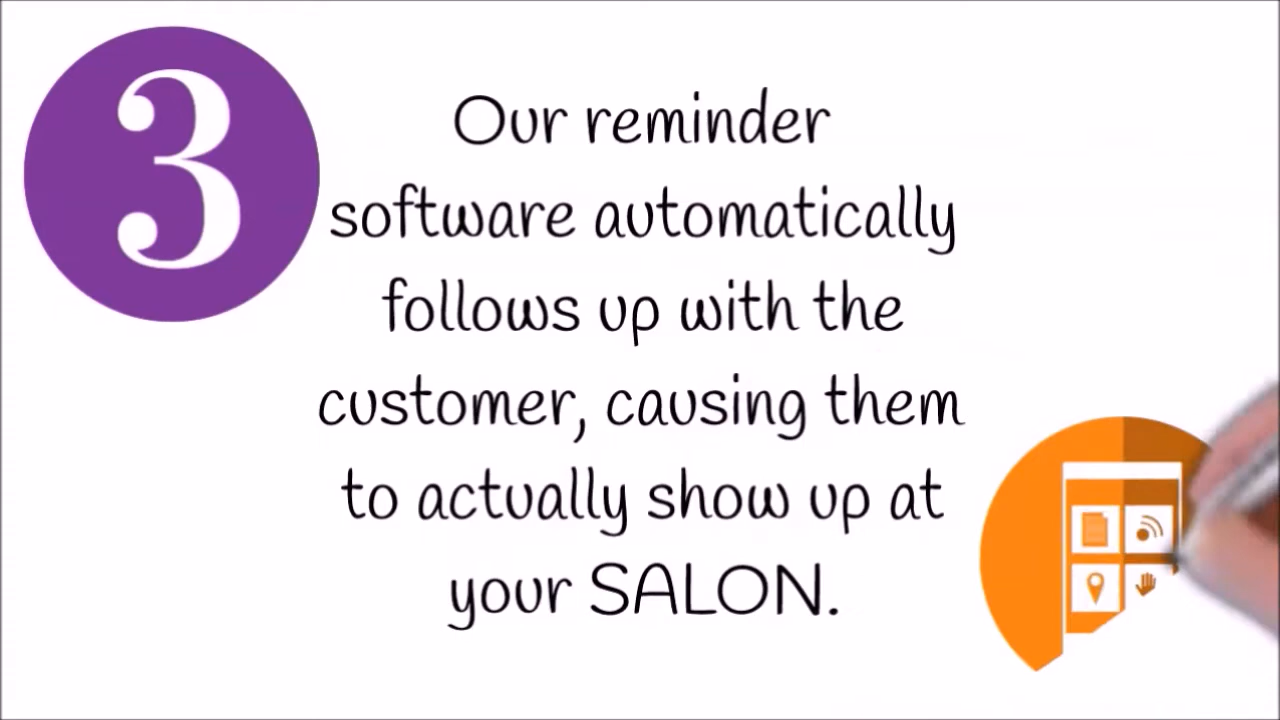 3
Our reminder
software automatically
follows up with the
customer, causing them
to actually show up at
your SALON.